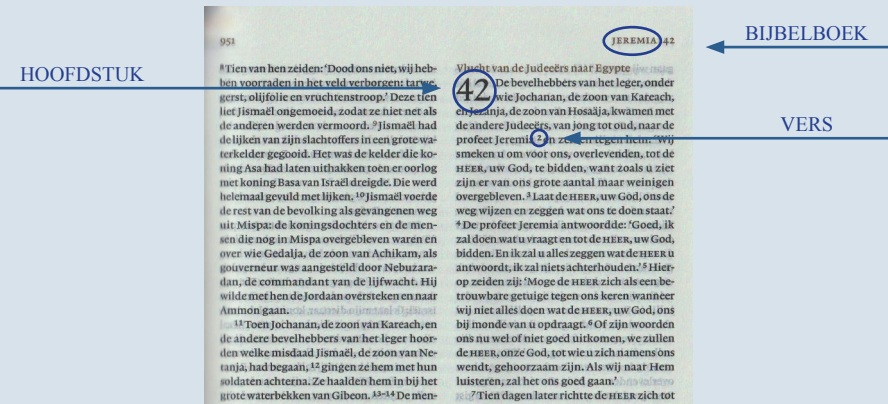 HOOFDSTUK
BIJBELBOEK
VERS
951
JEREMIA 42
⁸Tien van hen zeiden: ‘Dood ons niet, wij heb-
ben voorraden in het veld verborgen: tarwe,
gerst, olijfolie en vruchtenstroop.’ Deze tien
liet Jismaël ongemoeid, zodat ze niet net als
de anderen werden vermoord. ⁹Jismaël had
de lijken van zijn slachtoffers in een grote wa-
terkelder gegooid. Het was de kelder die ko-
ning Asa had laten uithakken toen er oorlog
met koning Basa van Israël dreigde. Die werd
helemaal gevuld met lijken. ¹⁰Jismaël voerde
de rest van de bevolking als gevangenen weg
uit Mispa: de koningsdochters en de men-
sen die nog in Mispa overgebleven waren en
over wie Gedalja, de zoon van Achikam, als
gouverneur was aangesteld door Nebuzara-
dan, de commandant van de lijfwacht. Hij
wilde met hen de Jordaan oversteken en naar
Ammon gaan.
¹¹Toen Jochanan, de zoon van Kareach, en
de andere bevelhebbers van het leger hoor-
den welke misdaad Jismaël, de zoon van Ne-
tanja, had begaan, ¹²gingen ze hem met hun
soldaten achterna. Ze haalden hem in bij het
grote waterbekken van Gibeon. ¹³⁻¹⁴De men-
Vlucht van de Judeeërs naar Egypte
42 De bevelhebbers van het leger, onder
wie Jochanan, de zoon van Kareach,
en Jezanja, de zoon van Hosaäja, kwamen met
de andere Judeeërs, van jong tot oud, naar de
profeet Jeremia ²en zeiden tegen hem: ‘Wij
smeken u om voor ons, overlevenden, tot de
HEER, uw God, te bidden, want zoals u ziet
zijn er van ons grote aantal maar weinigen
overgebleven. ³Laat de HEER, uw God, ons de
weg wijzen en zeggen wat ons te doen staat.’
⁴De profeet Jeremia antwoordde: ‘Goed, ik
zal doen wat u vraagt en tot de HEER, uw God,
bidden. En ik zal u alles zeggen wat de HEER u
antwoordt, ik zal niets achterhouden.’ ⁵Hier-
op zeiden zij: ‘Moge de HEER zich als een be-
trouwbare getuige tegen ons keren wanneer
wij niet alles doen wat de HEER, uw God, ons
bij monde van u opdraagt. ⁶Of zijn woorden
ons nu wel of niet goed uitkomen, we zullen
de HEER, onze God, tot wie u zich namens ons
wendt, gehoorzaam zijn. Als wij naar Hem
luisteren, zal het ons goed gaan.’
⁷Tien dagen later richtte de HEER zich tot